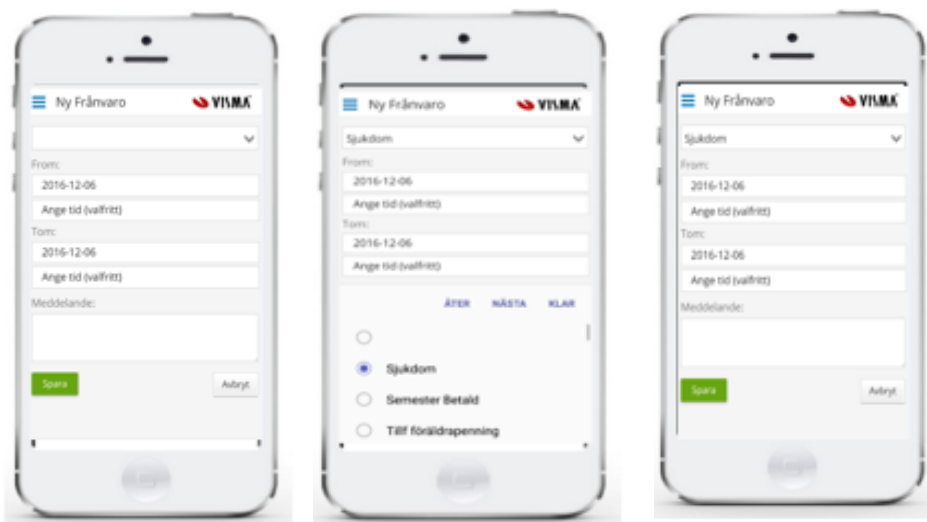 Ny Frånvaro
VISMA
From:
2016-12-06
Ange tid (valfritt)
Tom:
2016-12-06
Ange tid (valfritt)
Meddelande:
Spara
Avbryt
Ny Frånvaro
VISMA
Sjukdom
From:
2016-12-06
Ange tid (valfritt)
Tom:
2016-12-06
Ange tid (valfritt)
ÅTER NÄSTA KLAR
Sjukdom
Semester Betald
Tillf föräldrapenning
Ny Frånvaro
VISMA
Sjukdom
From:
2016-12-06
Ange tid (valfritt)
Tom:
2016-12-06
Ange tid (valfritt)
Meddelande:
Spara
Avbryt